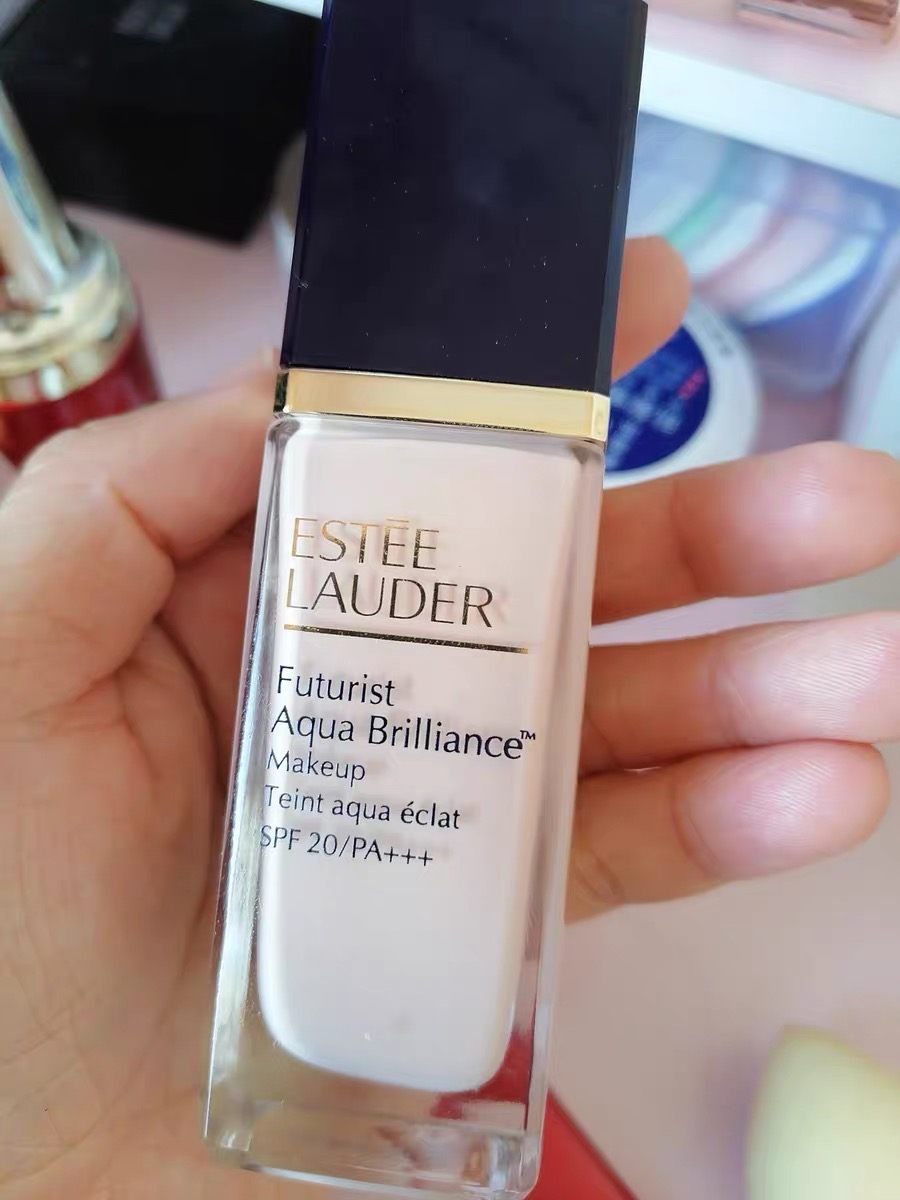 ESTĒE
LAUDER
Futurist
Aqua Brilliance™
Makeup
Teint aqua éclat
SPF 20/PA+++